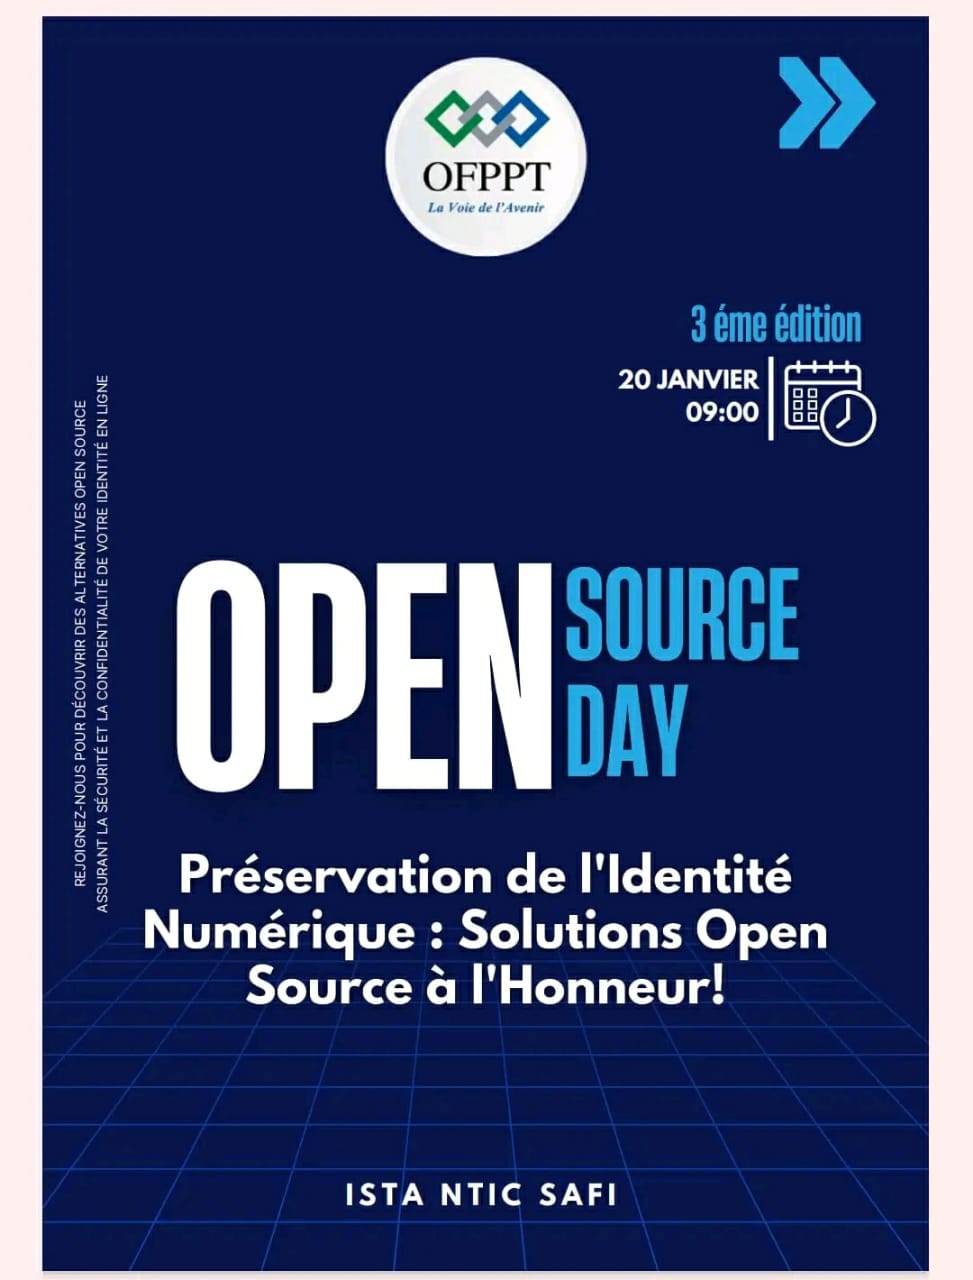 OFPPT
La Voie de l'Avenir
3 éme édition
20 JANVIER
09:00
REJOIGNEZ-NOUS POUR DÉCOUVRIR DES ALTERNATIVES OPEN SOURCE
ASSURANT LA SÉCURITÉ ET LA CONFIDENTIALITÉ DE VOTRE IDENTITÉ EN LIGNE
OPEN
SOURCE
DAY
Préservation de l'Identité
Numérique : Solutions Open
Source à l'Honneur!
ISTA NTIC SAFI